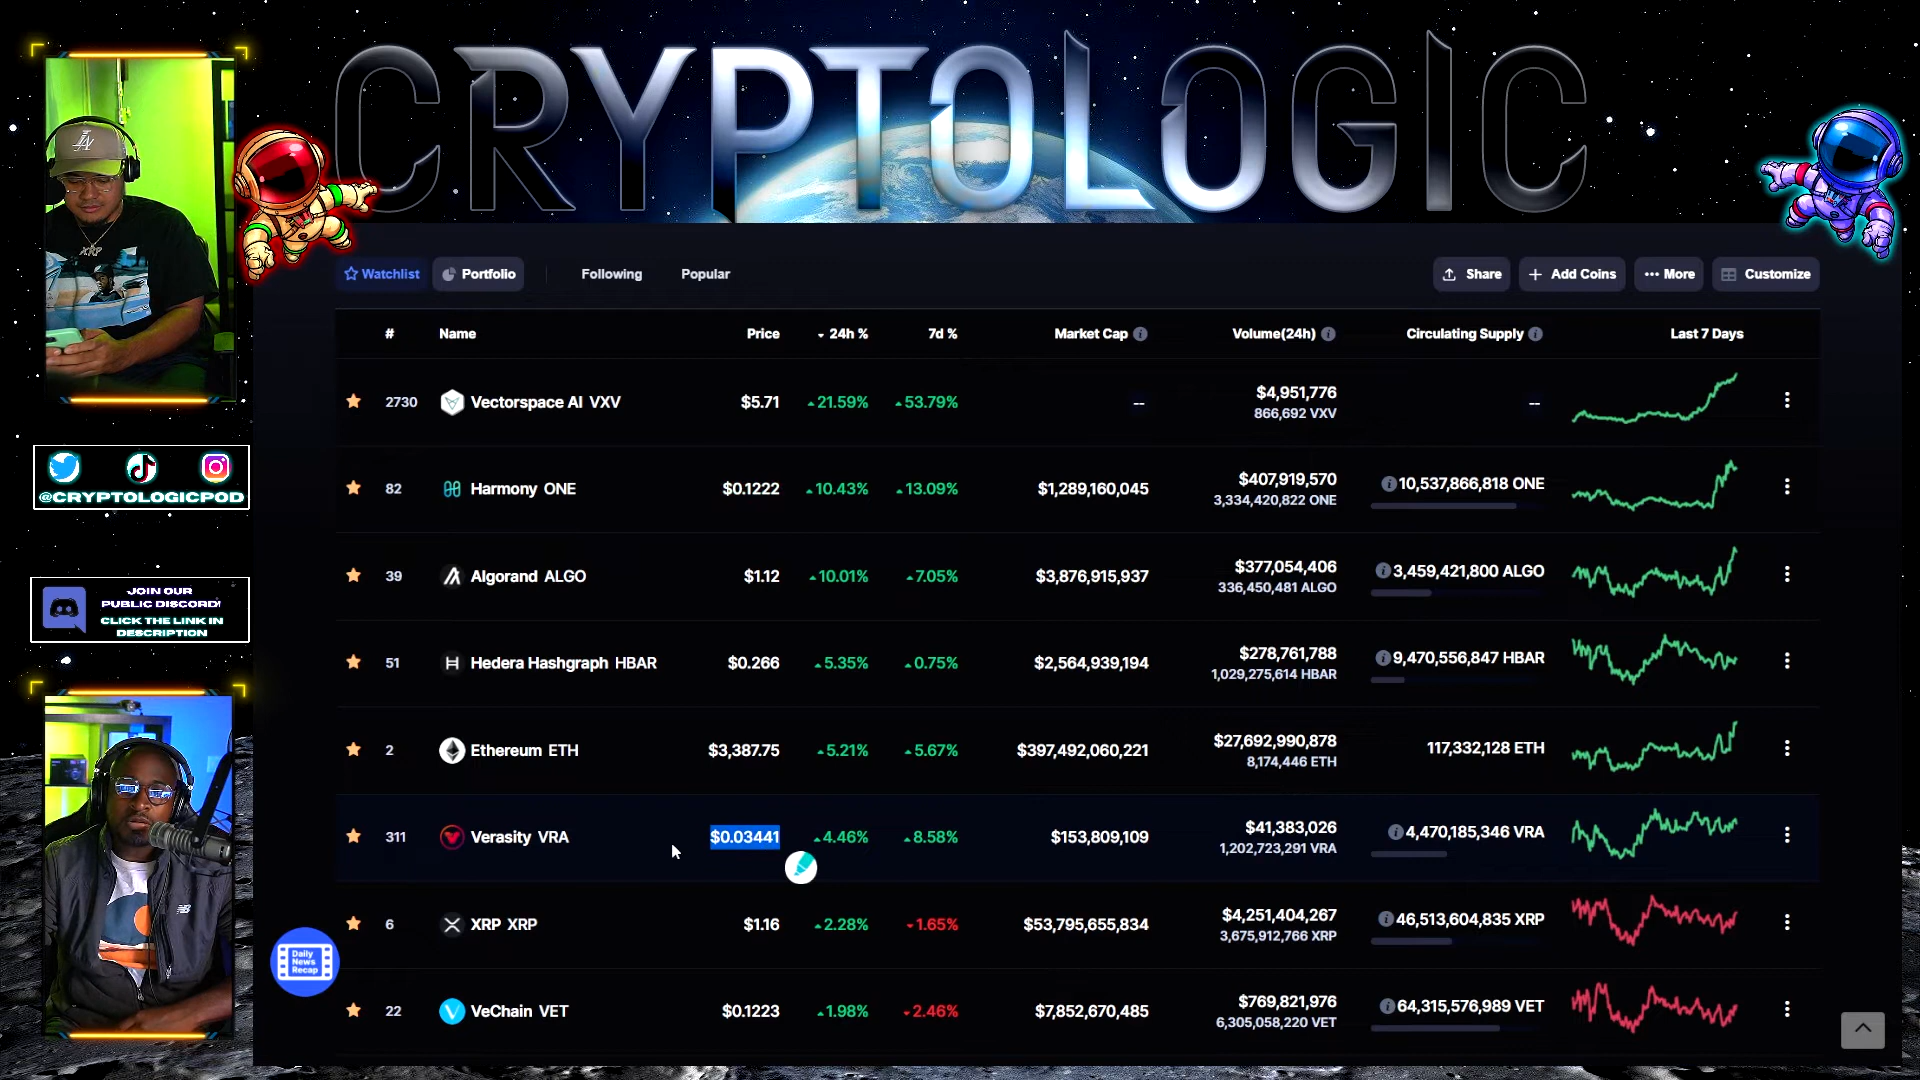 CRYPTOLOGIC
Watchlist Portfolio Following Popular Share Add Coins More Customize
# Name Price 24h % 7d % Market Cap Volume(24h) Circulating Supply Last 7 Days
2730 Vectorspace AI VXV $5.71 21.59% 53.79% -- $4,951,776 --
866,692 VXV
82 Harmony ONE $0.1222 10.43% 13.09% $1,289,160,045 $407,919,570 10,537,866,818 ONE
3,334,420,822 ONE
39 Algorand ALGO $1.12 10.01% 7.05% $3,876,915,937 $377,054,406 3,459,421,800 ALGO
336,450,481 ALGO
51 Hedera Hashgraph HBAR $0.266 5.35% 0.75% $2,564,939,194 $278,761,788 9,470,556,847 HBAR
1,029,275,614 HBAR
2 Ethereum ETH $3,387.75 5.21% 5.67% $397,492,060,221 $27,692,990,878 117,332,128 ETH
8,174,446 ETH
311 Verasity VRA $0.03441 4.46% 8.58% $153,809,109 $41,383,026 4,470,185,346 VRA
1,202,723,291 VRA
6 XRP XRP $1.16 2.28% 1.65% $53,795,655,834 $4,251,404,267 46,513,604,835 XRP
3,675,912,766 XRP
22 VeChain VET $0.1223 1.98% 2.46% $7,852,670,485 $769,821,976 64,315,576,989 VET
6,305,058,220 VET
XRP
@CRYPTOLOGICPOD
JOIN OUR
PUBLIC DISCORD!
CLICK THE LINK IN
DESCRIPTION
Daily
News
Recap